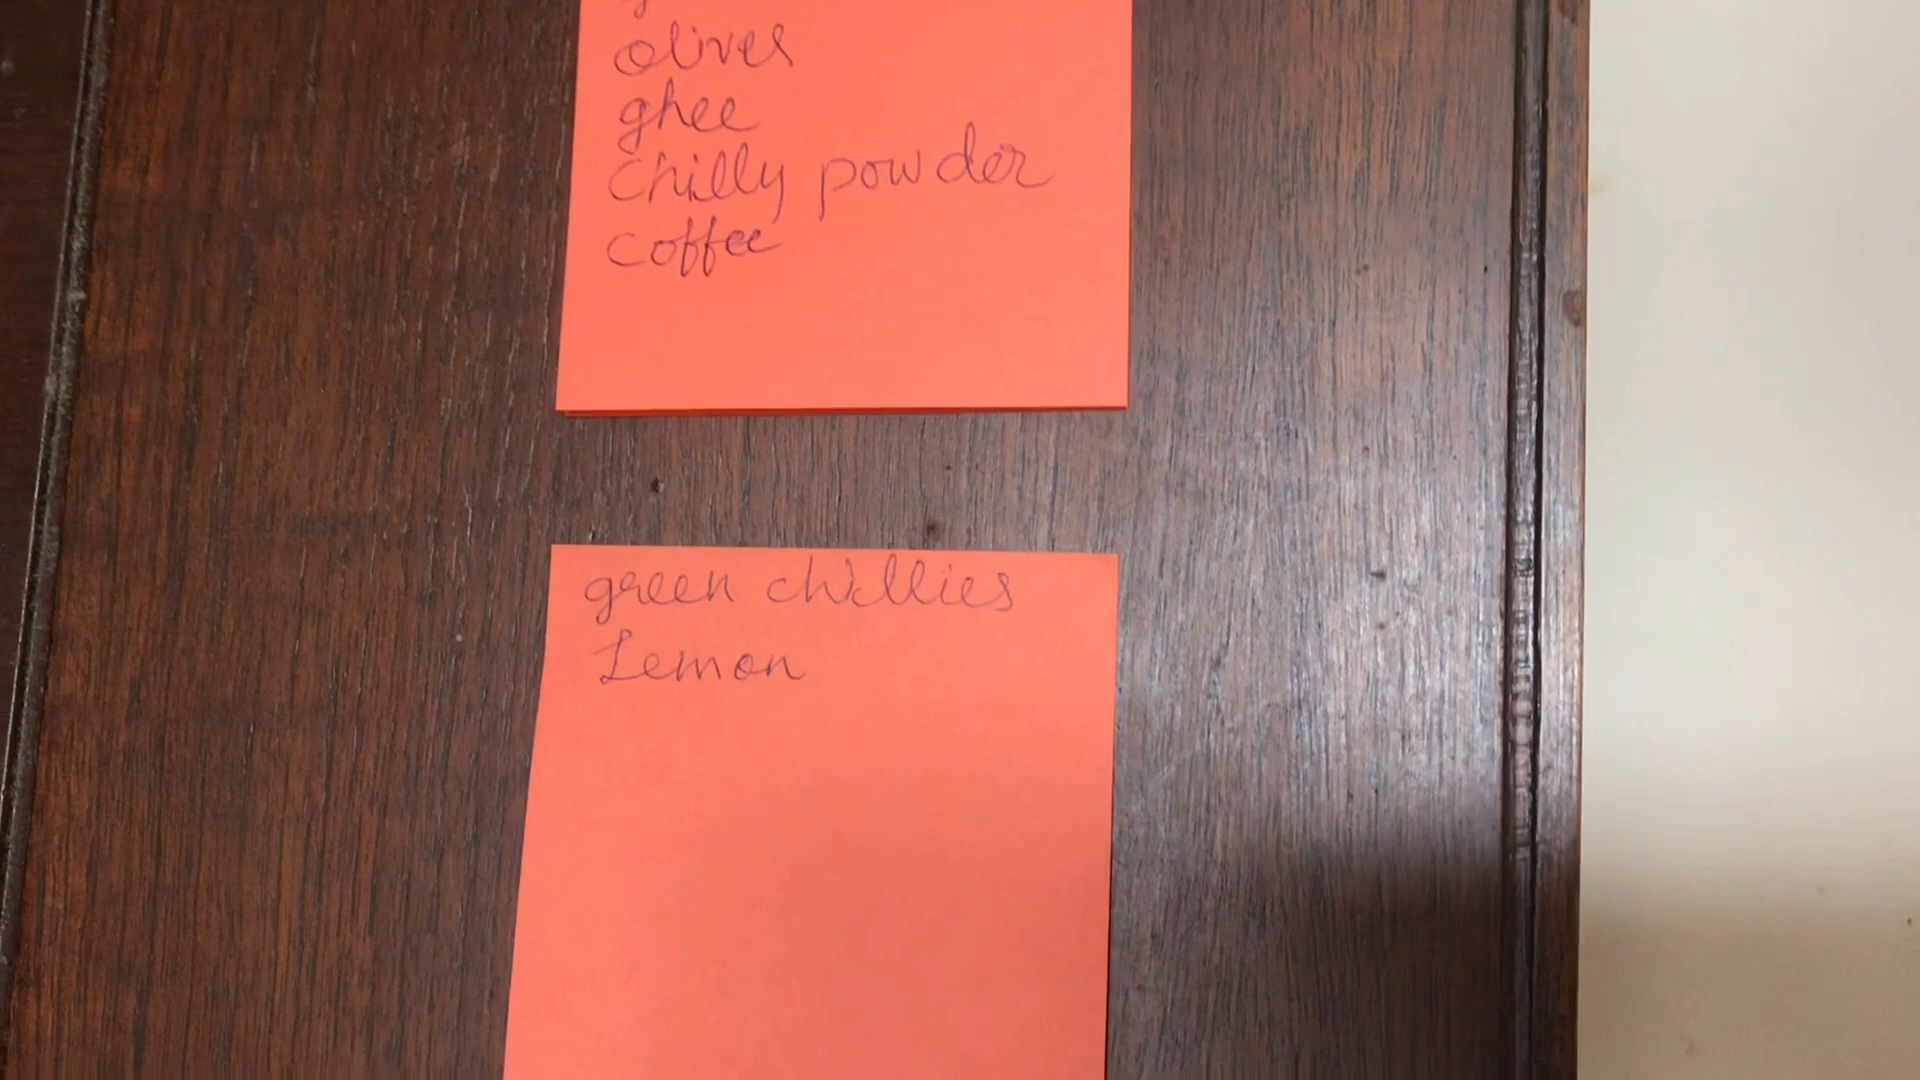 olives
ghee
chilly powder
coffee
green chillies
Lemon